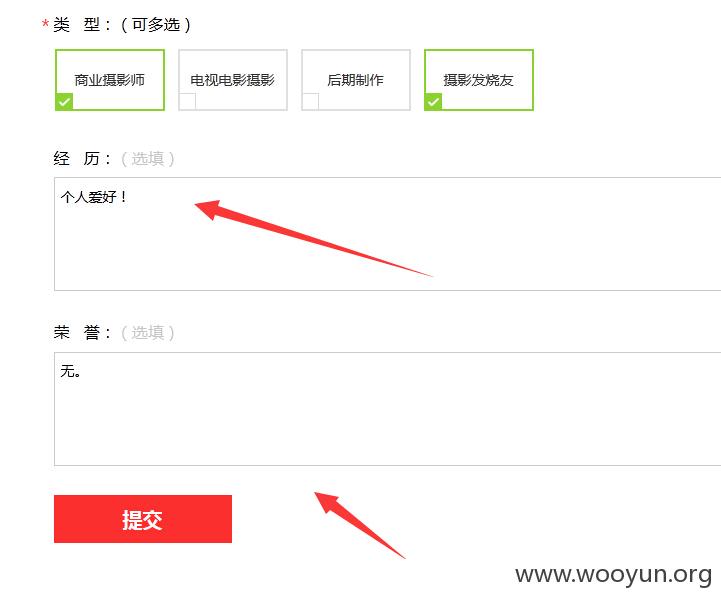 *类 型：（可多选）
商业摄影师 电视电影摄影 后期制作 摄影发烧友
经 历：（选填）
个人爱好！
荣 誉：（选填）
无。
提交
www.wooyun.org